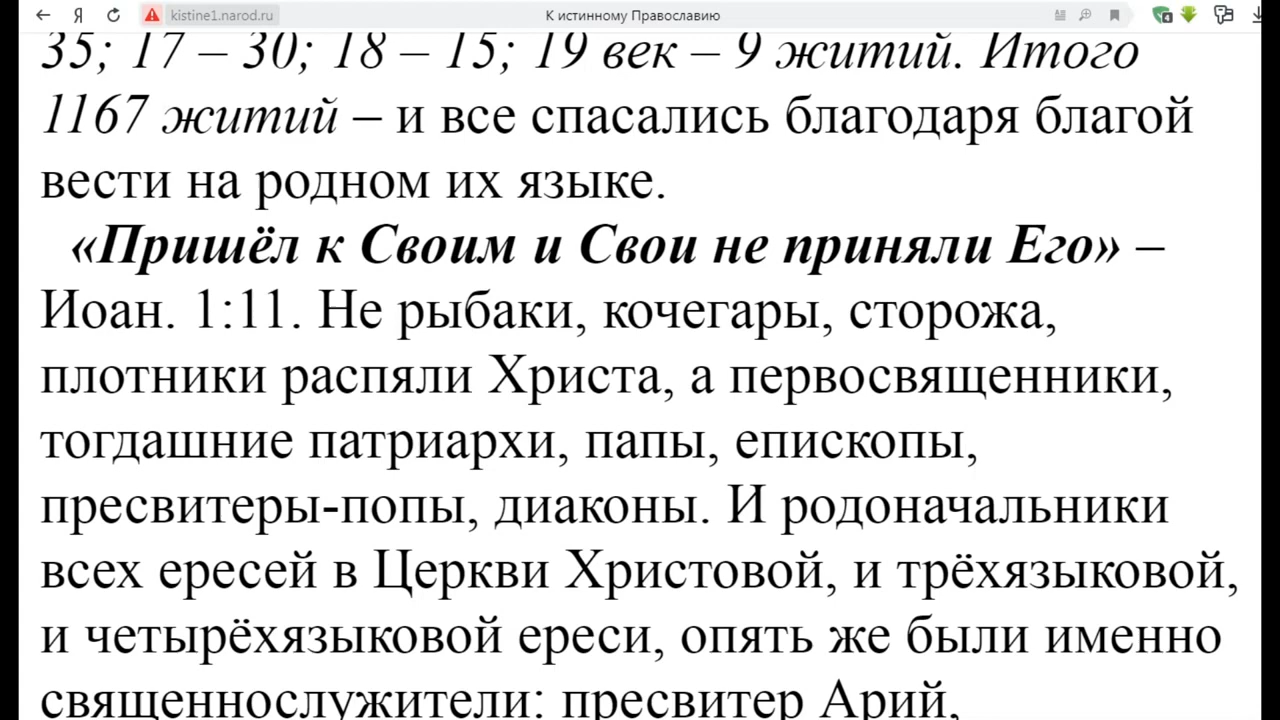 kistine1.narod.ru
К истинному Православию
35; 17 – 30; 18 – 15; 19 век – 9 житий. Итого
1167 житий – и все спасались благодаря благой
вести на родном их языке.
«Пришёл к Своим и Свои не приняли Его» –
Иоан. 1:11. Не рыбаки, кочегары, сторожа,
плотники распяли Христа, а первосвященники,
тогдашние патриархи, папы, епископы,
пресвитеры-попы, диаконы. И родоначальники
всех ересей в Церкви Христовой, и трёхязыковой,
и четырёхязыковой ереси, опять же были именно
священнослужители: пресвитер Арий,